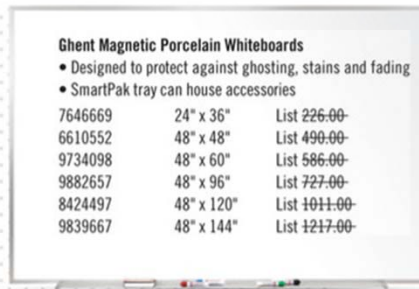 Ghent Magnetic Porcelain Whiteboards
• Designed to protect against ghosting, stains and fading
• SmartPak tray can house accessories
7646669 24" x 36" List 226.00
6610552 48" x 48" List 490.00
9734098 48" x 60" List 586.00
9882657 48" x 96" List 727.00
8424497 48" x 120" List 1011.00
9839667 48" x 144" List 1217.00